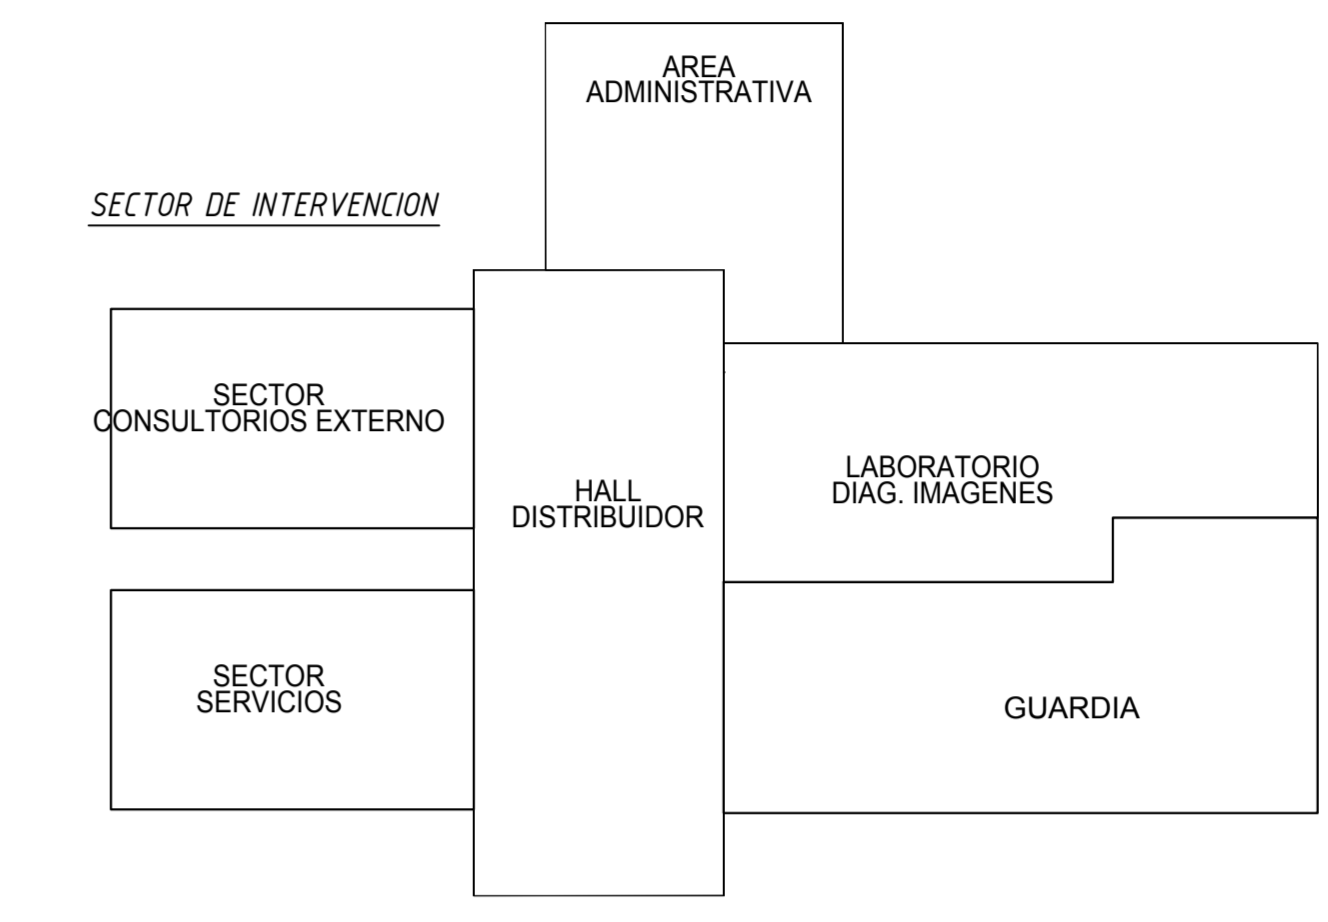 AREA
ADMINISTRATIVA
SECTOR DE INTERVENCION
SECTOR
CONSULTORIOS EXTERNO
HALL
DISTRIBUIDOR
LABORATORIO
DIAG. IMAGENES
SECTOR
SERVICIOS
GUARDIA